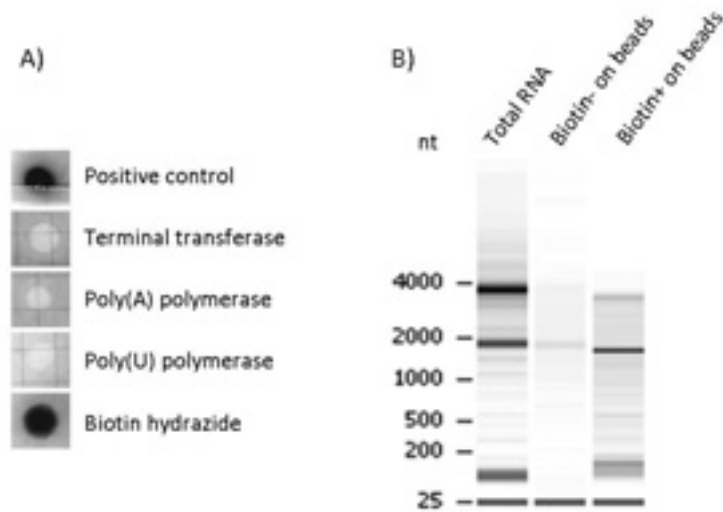 A)
Positive control
Terminal transferase
Poly(A) polymerase
Poly(U) polymerase
Biotin hydrazide
B)
nt
Total RNA
Biotin- on beads
Biotin+ on beads
4000
2000
1000
500
200
25